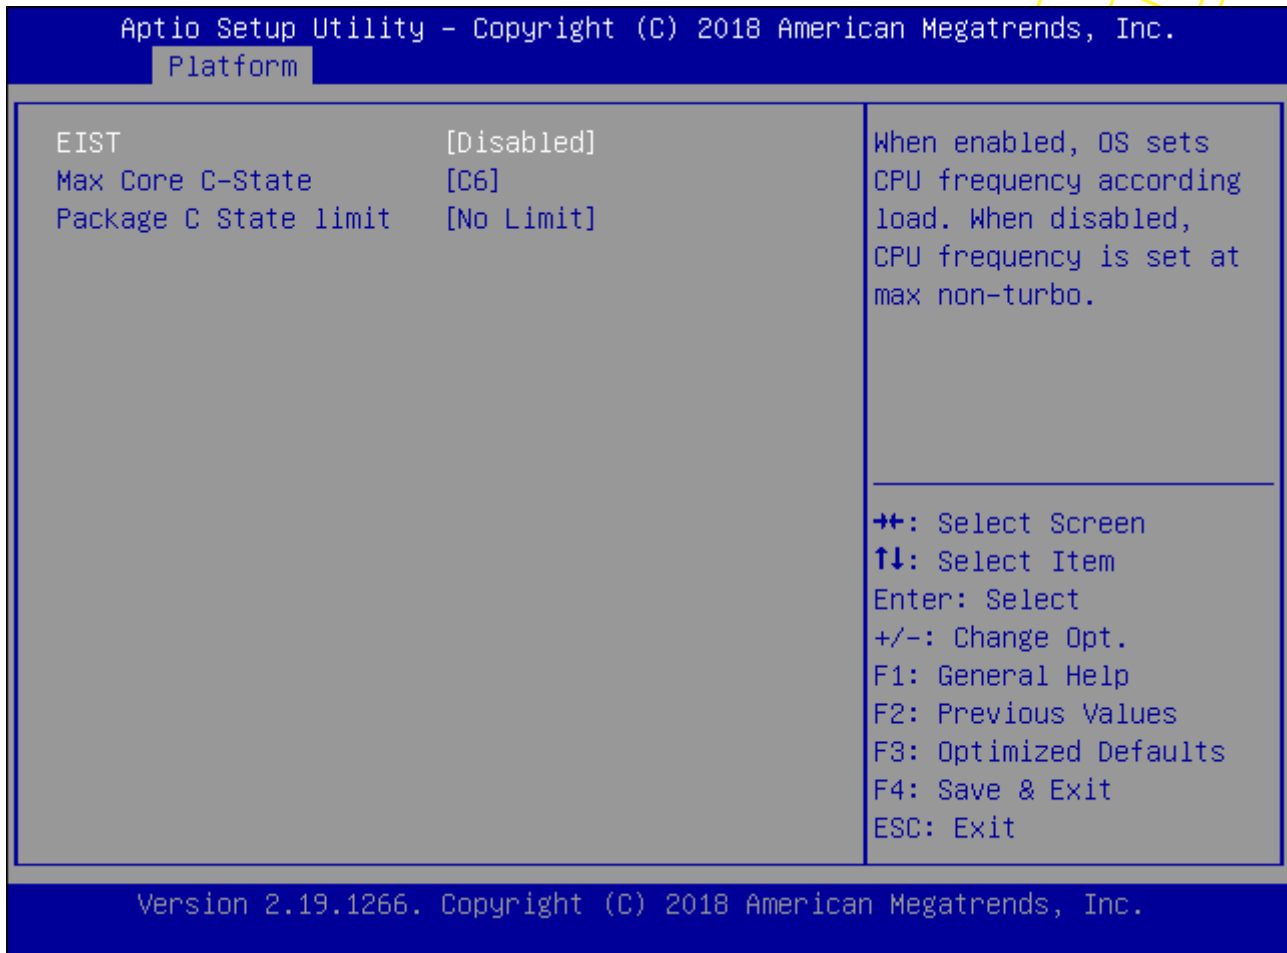 Aptio Setup Utility – Copyright (C) 2018 American Megatrends, Inc.
Platform
EIST [Disabled]
Max Core C-State [C6]
Package C State limit [No Limit]
When enabled, OS sets
CPU frequency according
load. When disabled,
CPU frequency is set at
max non-turbo.
→←: Select Screen
↑↓: Select Item
Enter: Select
+/-: Change Opt.
F1: General Help
F2: Previous Values
F3: Optimized Defaults
F4: Save & Exit
ESC: Exit
Version 2.19.1266. Copyright (C) 2018 American Megatrends, Inc.